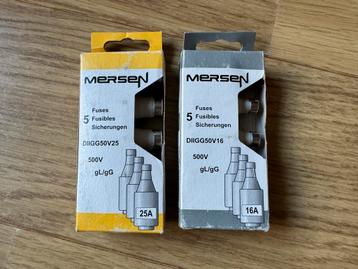 MERSEN
5 Fuses
Fusibles
Sicherungen
DIIGG50V25
500V
gL/gG
25A
MERSEN
5 Fuses
Fusibles
Sicherungen
DIIGG50V16
500V
gL/gG
16A